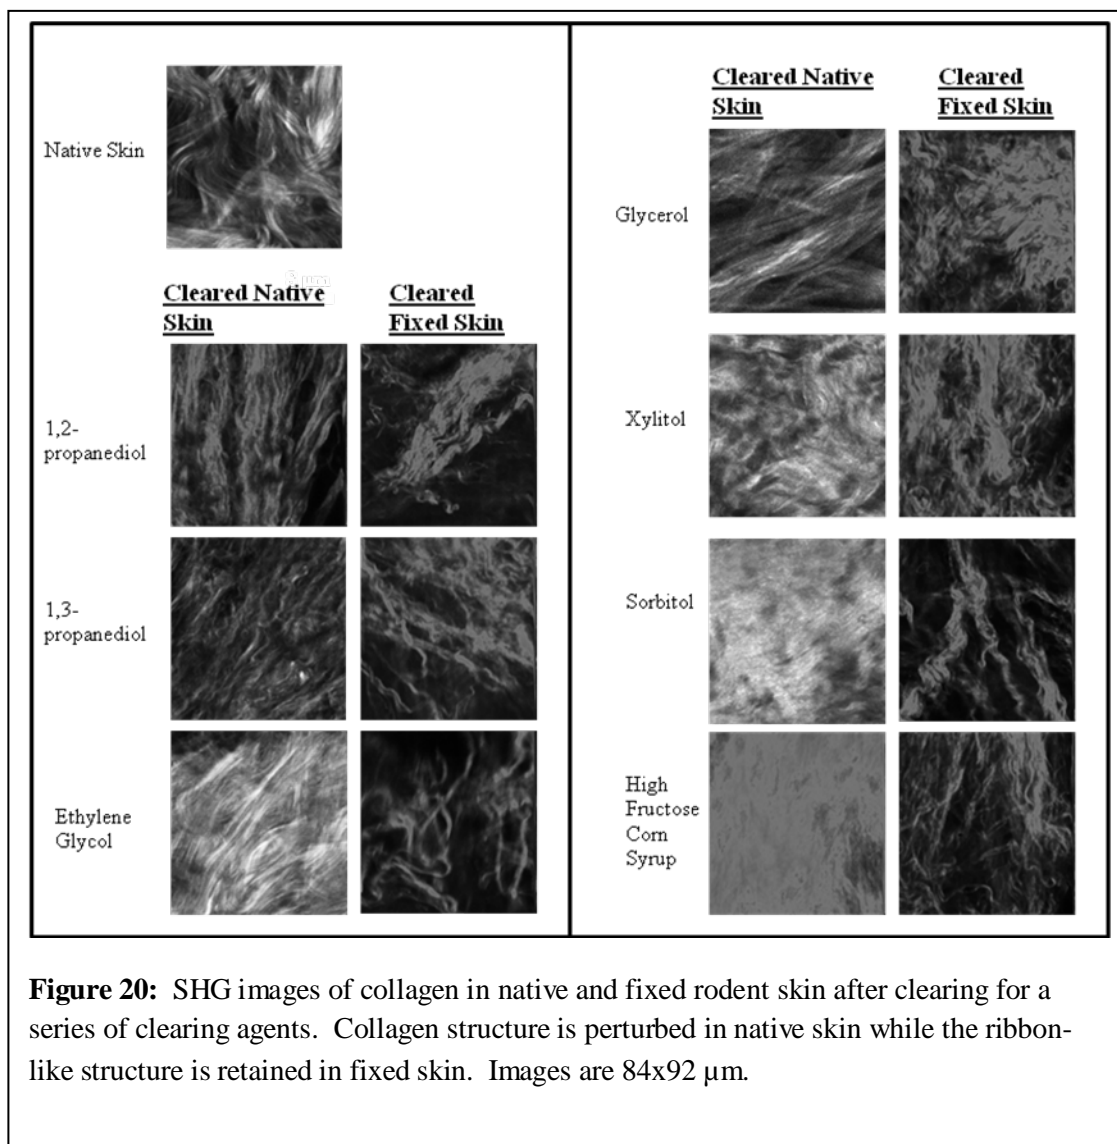 Native Skin
Cleared Native
Skin
Cleared
Fixed Skin
1,2-
propanediol
1,3-
propanediol
Ethylene
Glycol
Cleared Native
Skin
Cleared
Fixed Skin
Glycerol
Xylitol
Sorbitol
High
Fructose
Corn
Syrup
Figure 20: SHG images of collagen in native and fixed rodent skin after clearing for a
series of clearing agents. Collagen structure is perturbed in native skin while the ribbon-
like structure is retained in fixed skin. Images are 84x92 µm.